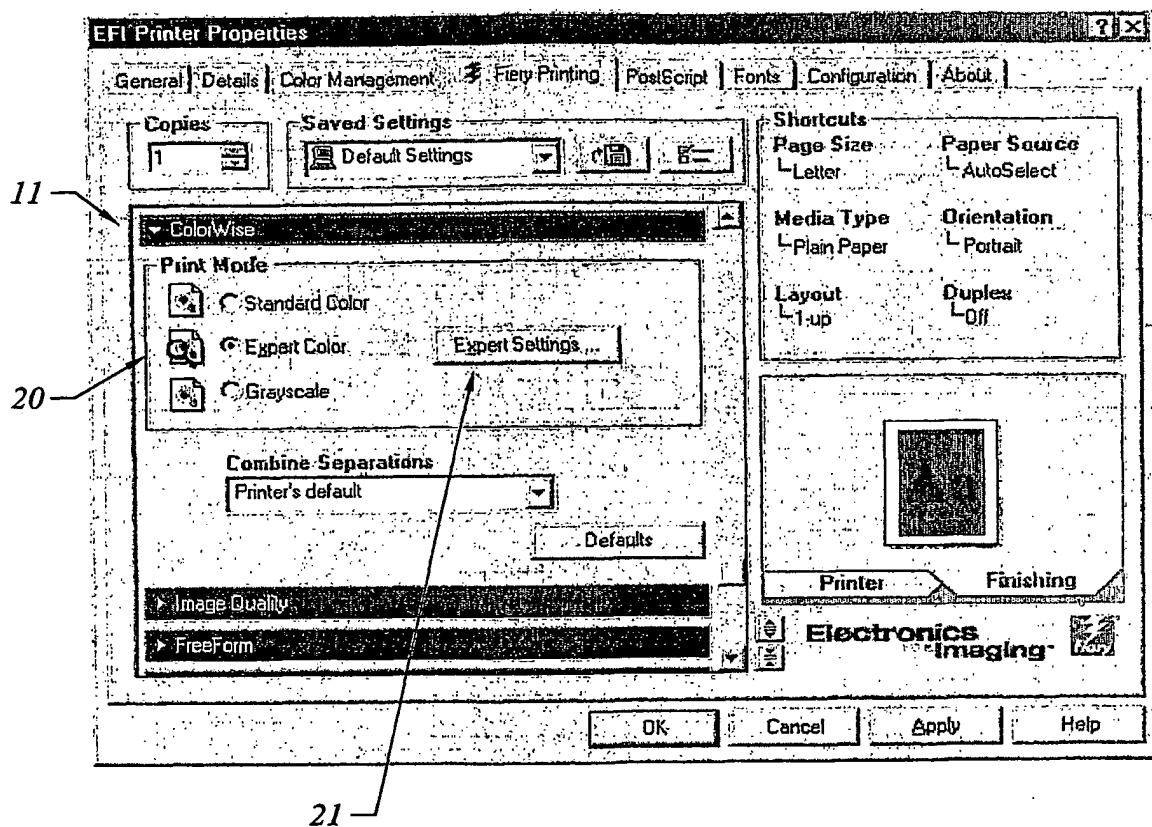 EFI Printer Properties
General Details Color Management Fiery Printing PostScript Fonts Configuration About
Copies
1
Saved Settings
Default Settings
Shortcuts
Page Size
Letter
Paper Source
AutoSelect
Media Type
Plain Paper
Orientation
Portrait
Layout
1-up
Duplex
Off
11
ColorWise
Print Mode
Standard Color
20
Expert Color
Expert Settings ...
Grayscale
Combine Separations
Printer's default
Defaults
Image Quality
FreeForm
Aa
Printer
Finishing
Electronics
Imaging
OK
Cancel
Apply
Help
21